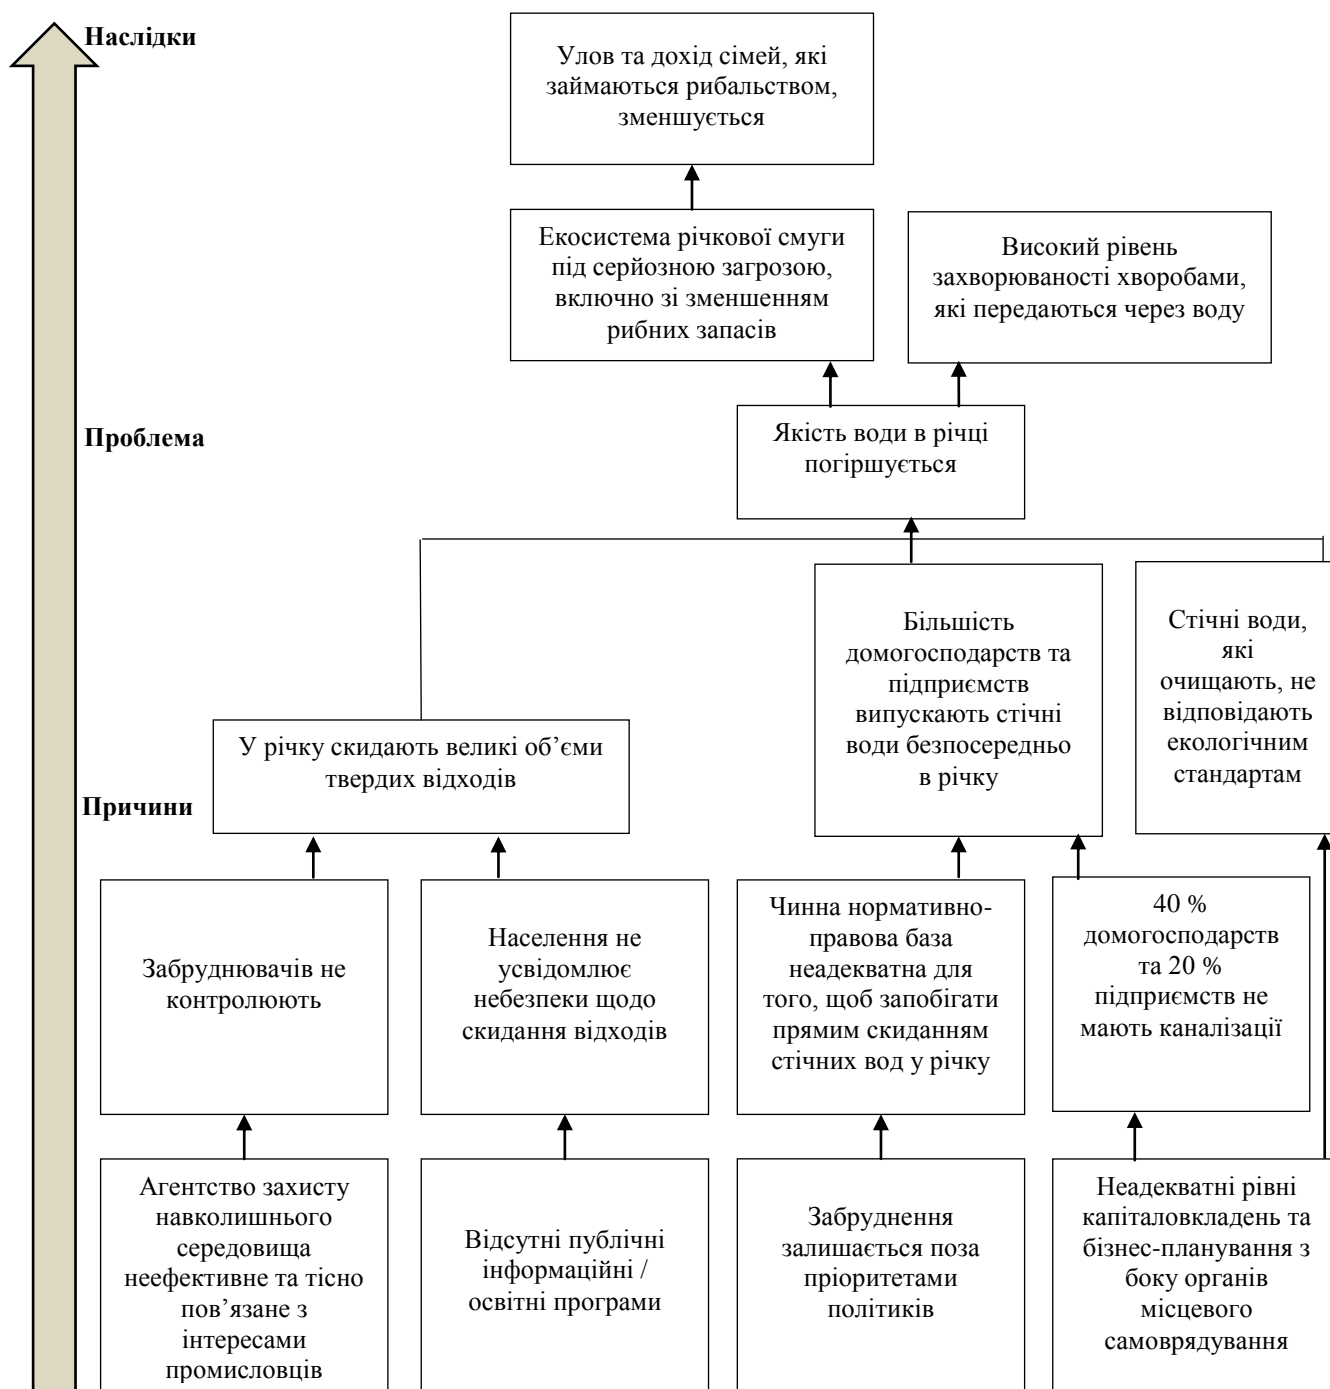 Наслідки
Улов та дохід сімей, які
займаються рибальством,
зменшується
Екосистема річкової смуги
під серйозною загрозою,
включно зі зменшенням
рибних запасів
Високий рівень
захворюваності хворобами,
які передаються через воду
Проблема
Якість води в річці
погіршується
Більшість
домогосподарств та
підприємств
випускають стічні
води безпосередньо
в річку
Стічні води,
які
очищають, не
відповідають
екологічним
стандартам
У річку скидають великі об’єми
твердих відходів
Причини
Забруднювачів не
контролюють
Населення не
усвідомлює
небезпеки щодо
скидання відходів
Чинна нормативно-
правова база
неадекватна для
того, щоб запобігати
прямим скиданням
стічних вод у річку
40 %
домогосподарств
та 20 %
підприємств не
мають каналізації
Агентство захисту
навколишнього
середовища
неефективне та тісно
пов’язане з
інтересами
промисловців
Відсутні публічні
інформаційні /
освітні програми
Забруднення
залишається поза
пріоритетами
політиків
Неадекватні рівні
капіталовкладень та
бізнес-планування з
боку органів
місцевого
самоврядування